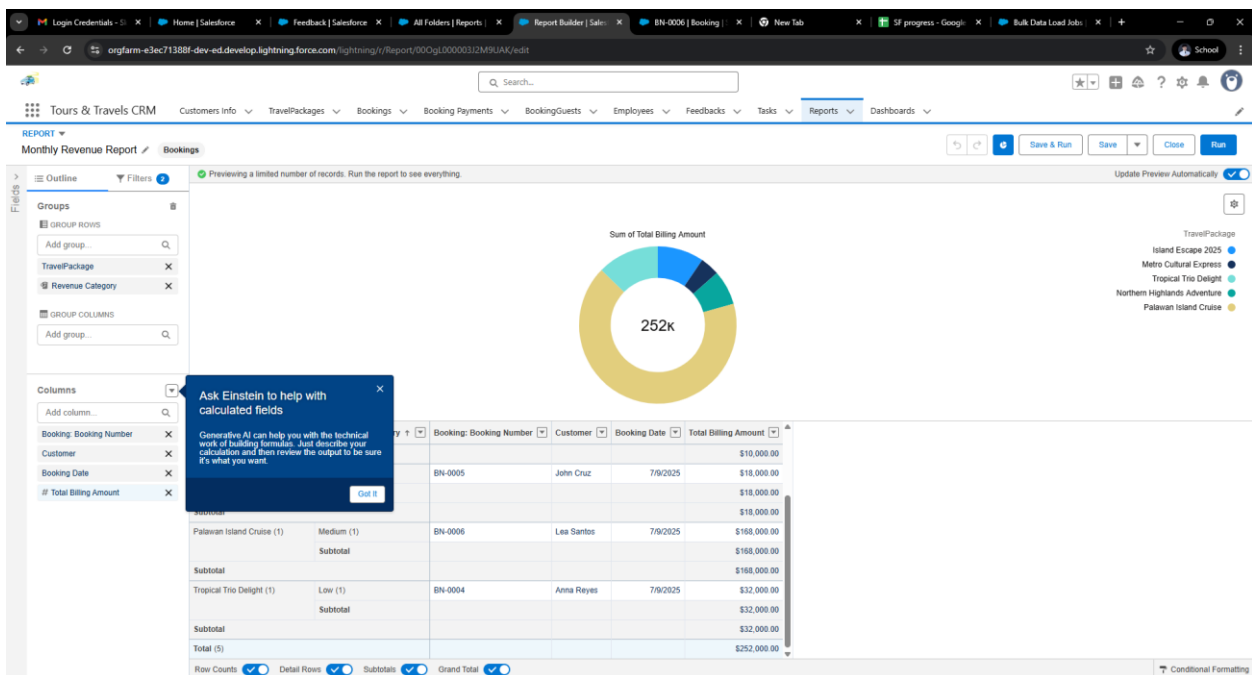 Login Credentials - S
Home | Salesforce
Feedback | Salesforce
All Folders | Reports |
Report Builder | Sales
BN-0006 | Booking |
New Tab
SF progress - Google
Bulk Data Load Jobs
orgfarm-e3ec71388f-dev-ed.develop.lightning.force.com/lightning/r/Report/00OgL000003I2M9UAK/edit
School
Search...
Tours & Travels CRM
Customers Info
TravelPackages
Bookings
Booking Payments
BookingGuests
Employees
Feedbacks
Tasks
Reports
Dashboards
REPORT
Monthly Revenue Report
Bookings
Save & Run
Save
Close
Run
Fields
Outline
Filters 2
Previewing a limited number of records. Run the report to see everything.
Update Preview Automatically
Groups
GROUP ROWS
Add group...
TravelPackage
Revenue Category
GROUP COLUMNS
Add group...
Sum of Total Billing Amount
252K
TravelPackage
Island Escape 2025
Metro Cultural Express
Tropical Trio Delight
Northern Highlands Adventure
Palawan Island Cruise
Columns
Add column...
Booking: Booking Number
Customer
Booking Date
# Total Billing Amount
Ask Einstein to help with
calculated fields
Generative AI can help you with the technical
work of building formulas. Just describe your
calculation and then review the output to be sure
it's what you want.
Got It
ry ↑ Booking: Booking Number Customer Booking Date Total Billing Amount
$10,000.00
BN-0005 John Cruz 7/9/2025 $18,000.00
$18,000.00
Subtotal $18,000.00
Palawan Island Cruise (1) Medium (1) BN-0006 Lea Santos 7/9/2025 $168,000.00
Subtotal $168,000.00
Subtotal $168,000.00
Tropical Trio Delight (1) Low (1) BN-0004 Anna Reyes 7/9/2025 $32,000.00
Subtotal $32,000.00
Subtotal $32,000.00
Total (5) $252,000.00
Row Counts
Detail Rows
Subtotals
Grand Total
Conditional Formatting